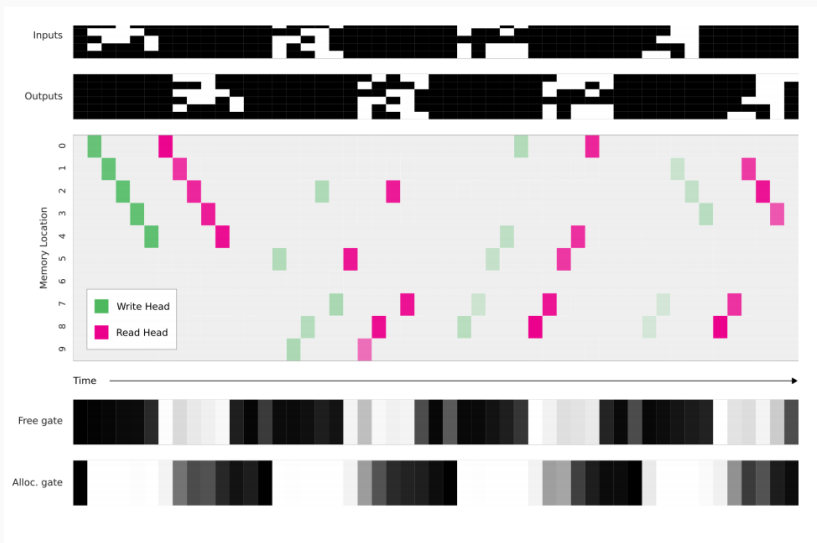 Inputs
Outputs
Memory Location
0
1
2
3
4
5
6
7
8
9
Write Head
Read Head
Time
Free gate
Alloc. gate